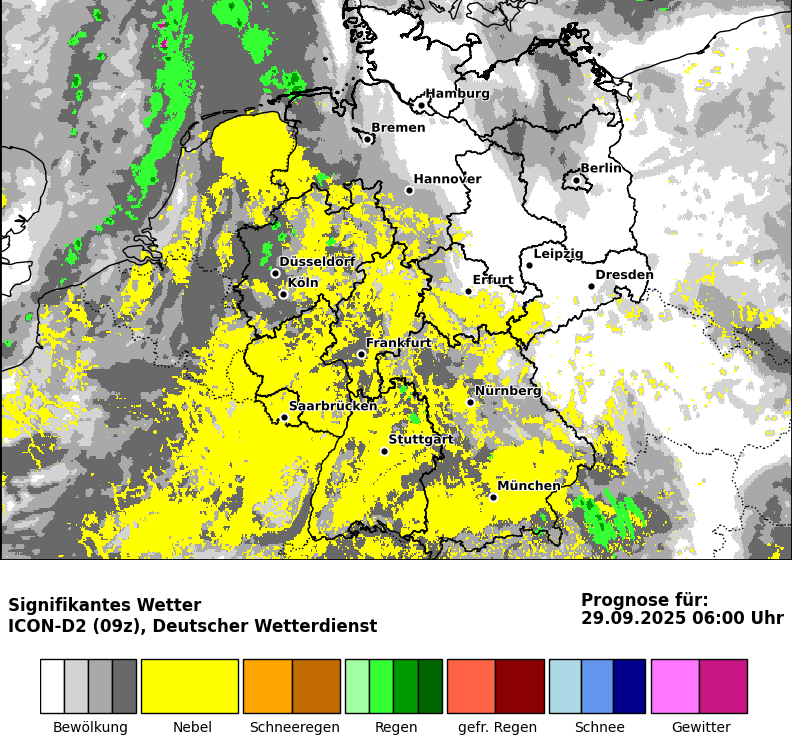 Hamburg
Bremen
Berlin
Hannover
Leipzig
Düsseldorf
Dresden
Köln
Erfurt
Frankfurt
Nürnberg
Saarbrücken
Stuttgart
München
Signifikantes Wetter
ICON-D2 (09z), Deutscher Wetterdienst
Prognose für:
29.09.2025 06:00 Uhr
Bewölkung Nebel Schneeregen Regen gefr. Regen Schnee Gewitter